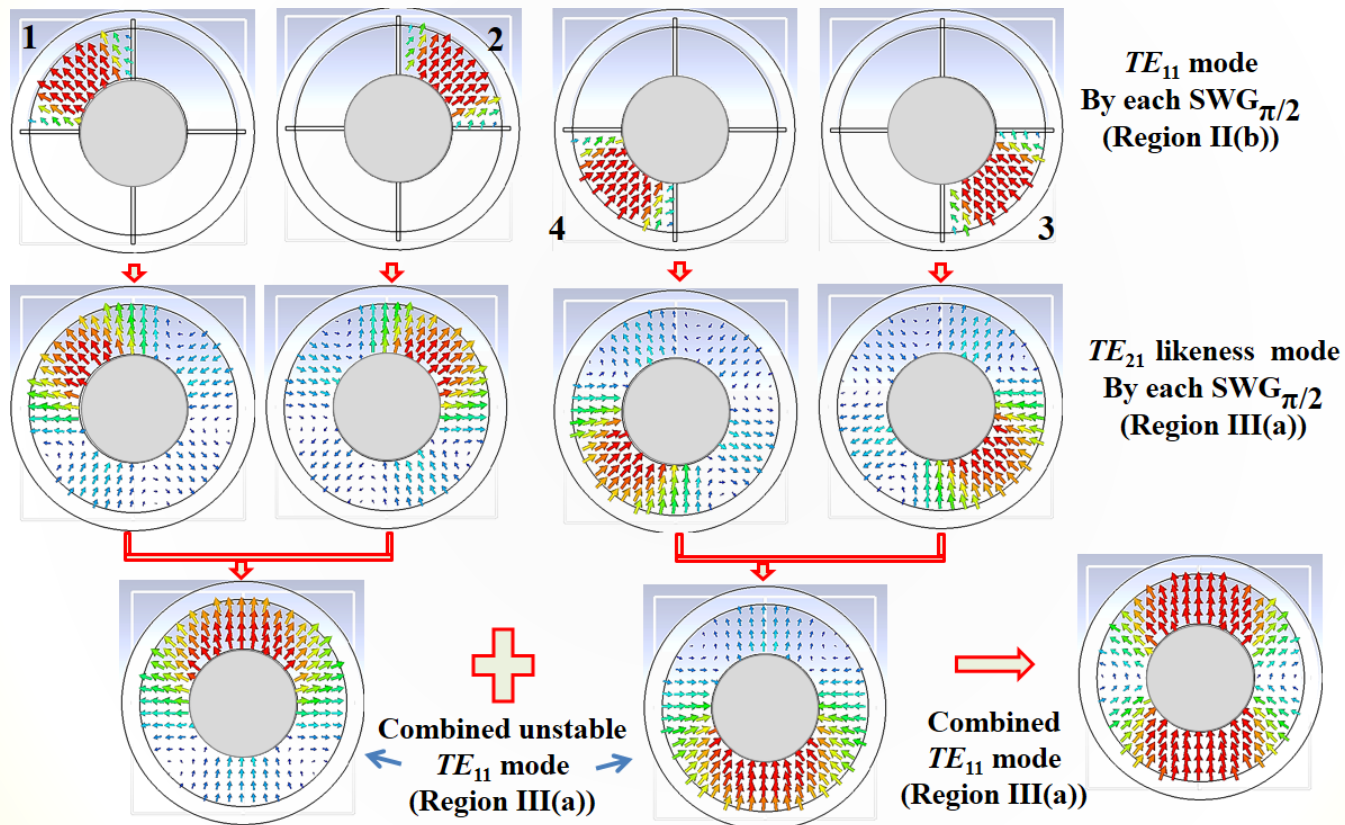 1
2
4
3
TE11 mode
By each SWGπ/2
(Region II(b))
TE21 likeness mode
By each SWGπ/2
(Region III(a))
Combined unstable
TE11 mode
(Region III(a))
Combined
TE11 mode
(Region III(a))